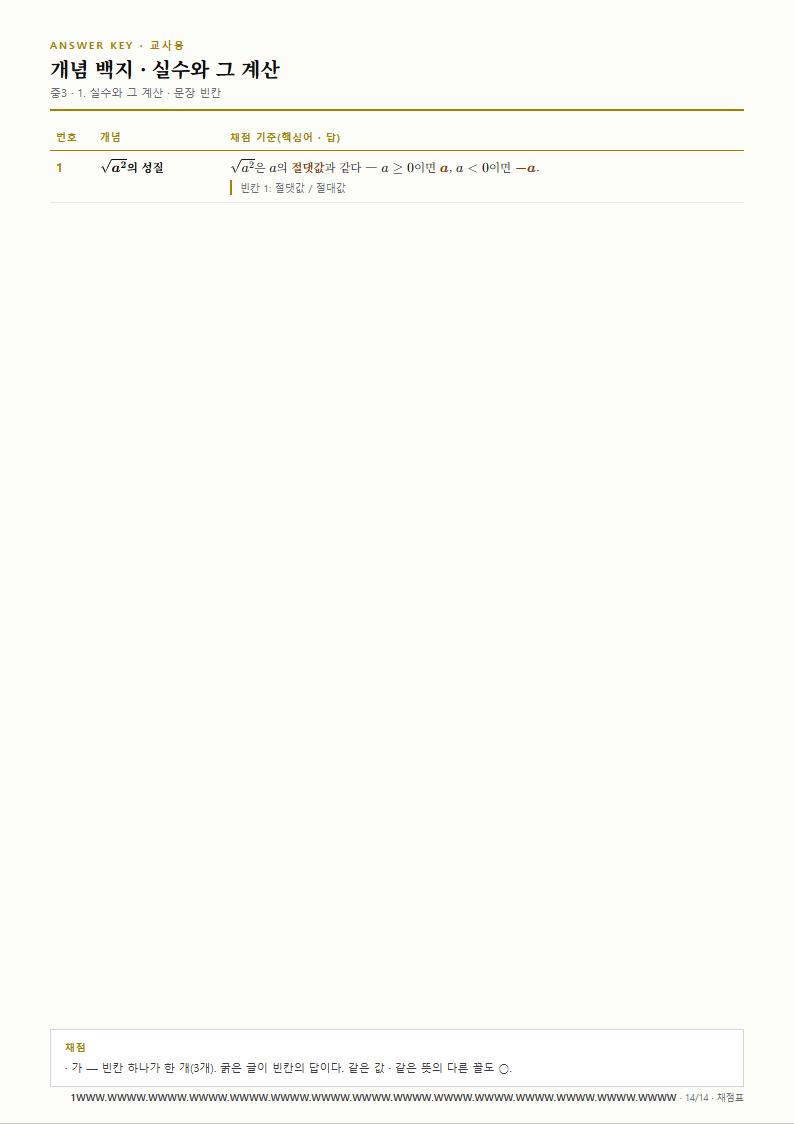 ANSWER KEY · 교사용
개념 백지 · 실수와 그 계산
중3 · 1. 실수와 그 계산 · 문장 빈칸
번호 개념 채점 기준(핵심어 · 답)
1 √a²의 성질 √a²은 a의 절댓값과 같다 — a ≥ 0이면 a, a < 0이면 −a.
빈칸 1: 절댓값 / 절대값
채점
· 가 — 빈칸 하나가 한 개(3개). 굵은 글이 빈칸의 답이다. 같은 값 · 같은 뜻의 다른 꼴도 ○.
1WWW.WWWW.WWWW.WWWW.WWWW.WWWW.WWWW.WWWW.WWWW.WWWW.WWWW.WWWW.WWWW.WWWW.WWWW · 14/14 · 채점표